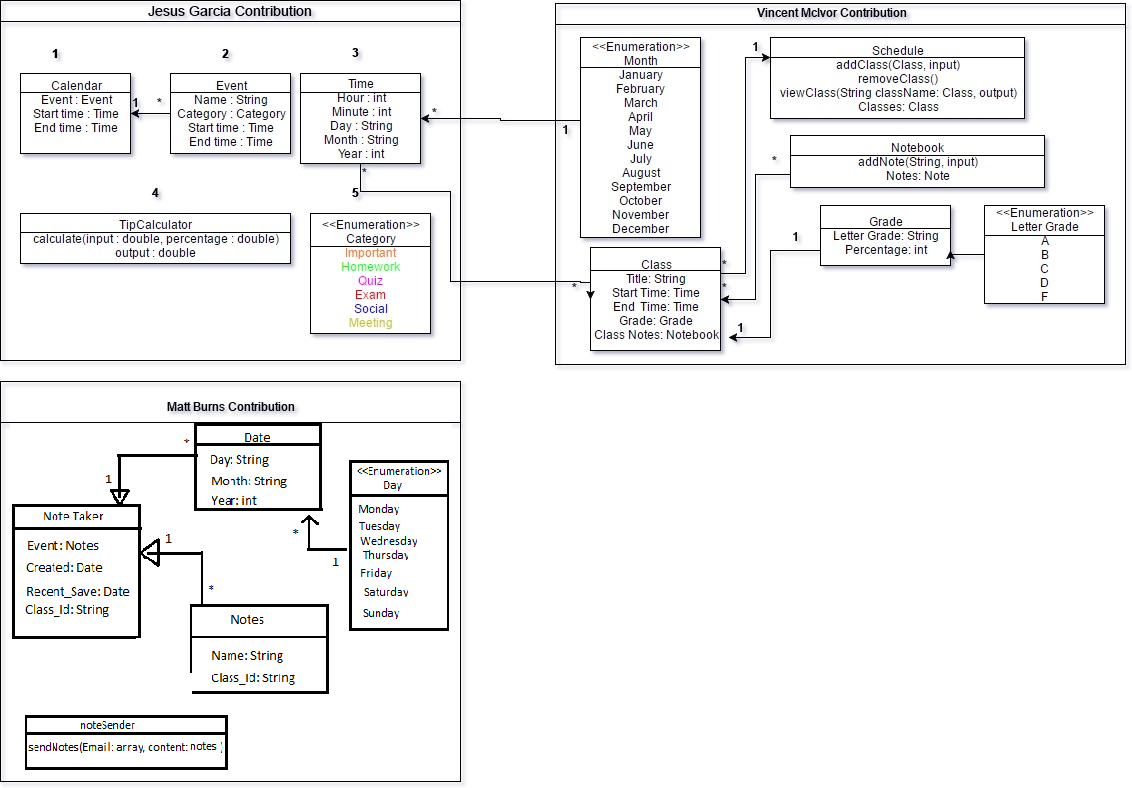 Jesus Garcia Contribution
1
2
3
Calendar
Event : Event
Start time : Time
End time : Time
1
*
Event
Name : String
Category : Category
Start time : Time
End time : Time
Time
Hour : int
Minute : int
Day : String
Month : String
Year : int
*
*
4
5
TipCalculator
calculate(input : double, percentage : double)
output : double
<<Enumeration>>
Category
Important
Homework
Quiz
Exam
Social
Meeting
Vincent McIvor Contribution
<<Enumeration>>
Month
January
February
March
April
May
June
July
August
September
October
November
December
1
1
Schedule
addClass(Class, input)
removeClass()
viewClass(String className: Class, output)
Classes: Class
*
Notebook
addNote(String, input)
Notes: Note
1
Grade
Letter Grade: String
Percentage: int
<<Enumeration>>
Letter Grade
A
B
C
D
F
*
*
*
1
Class
Title: String
Start Time: Time
End Time: Time
Grade: Grade
Class Notes: Notebook
Matt Burns Contribution
*
1
Date
Day: String
Month: String
Year: int
*
1
<<Enumeration>>
Day
Monday
Tuesday
Wednesday
Thursday
Friday
Saturday
Sunday
Note Taker
Event: Notes
Created: Date
Recent_Save: Date
Class_Id: String
1
*
Notes
Name: String
Class_Id: String
noteSender
sendNotes(Email: array, content: notes )